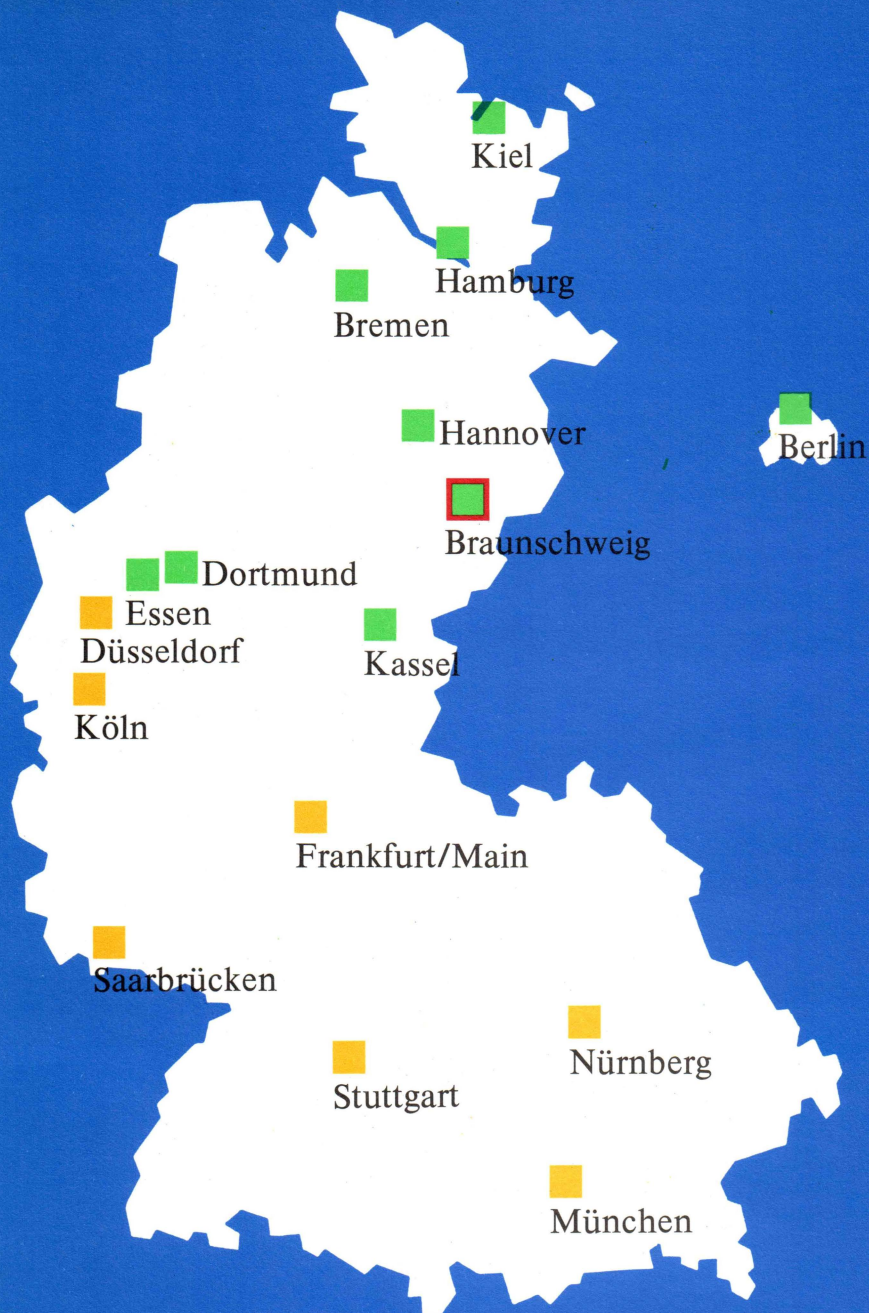 Kiel
Hamburg
Bremen
Hannover
Berlin
Braunschweig
Dortmund
Essen
Düsseldorf
Kassel
Köln
Frankfurt/Main
Saarbrücken
Nürnberg
Stuttgart
München